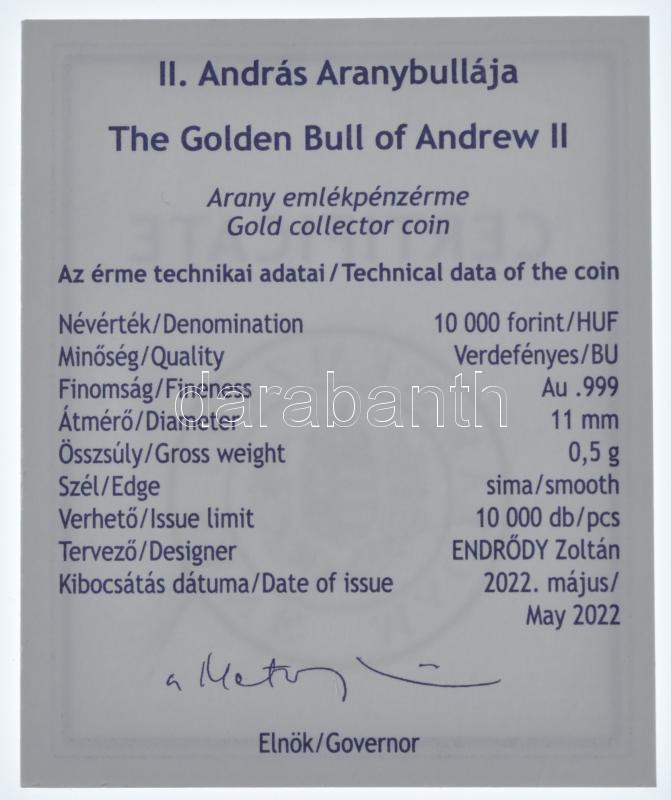 II. András Aranybullája
The Golden Bull of Andrew II
Arany emlékpénzérme
Gold collector coin
Az érme technikai adatai / Technical data of the coin
Névérték/Denomination 10 000 forint/HUF
Minőség/Quality Verdefényes/BU
Finomság/Fineness Au .999
darabanth
Átmérő/Diameter 11 mm
Összsúly/Gross weight 0,5 g
Szél/Edge sima/smooth
Verhető/Issue limit 10 000 db/pcs
Tervező/Designer ENDRŐDY Zoltán
Kibocsátás dátuma/Date of issue 2022. május/
May 2022
Elnök/Governor